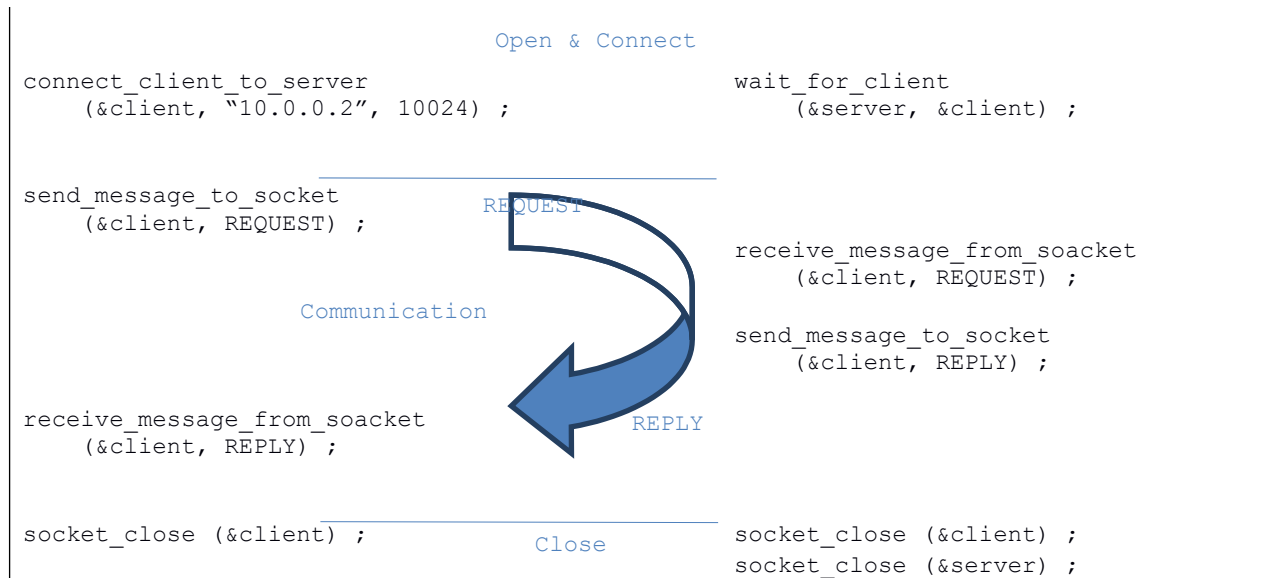 Open & Connect
connect_client_to_server
(&client, “10.0.0.2”, 10024) ;
wait_for_client
(&server, &client) ;
send_message_to_socket
(&client, REQUEST) ;
REQUEST
receive_message_from_soacket
(&client, REQUEST) ;
Communication
send_message_to_socket
(&client, REPLY) ;
receive_message_from_soacket
(&client, REPLY) ;
REPLY
socket_close (&client) ;
Close
socket_close (&client) ;
socket_close (&server) ;